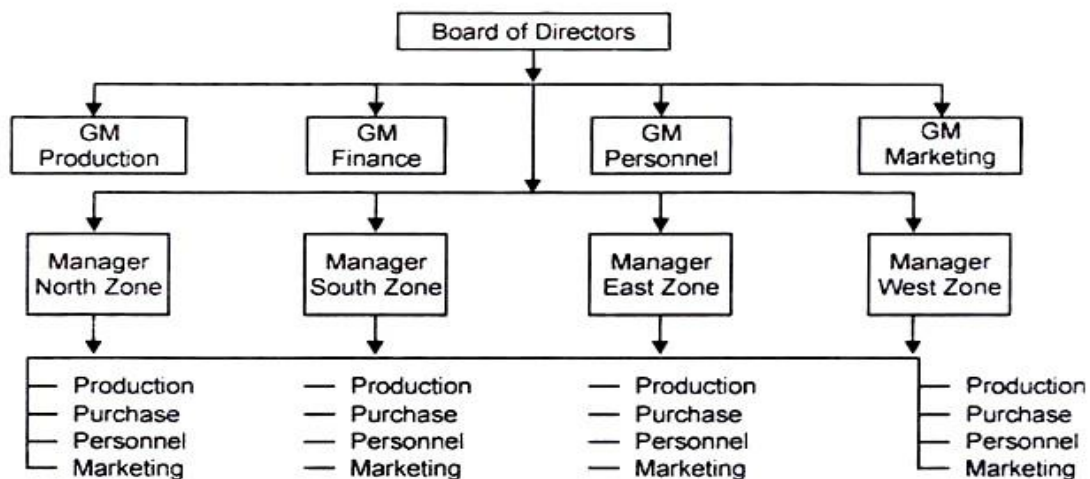 Board of Directors
GM
Production
GM
Finance
GM
Personnel
GM
Marketing
Manager
North Zone
Manager
South Zone
Manager
East Zone
Manager
West Zone
Production
Purchase
Personnel
Marketing
Production
Purchase
Personnel
Marketing
Production
Purchase
Personnel
Marketing
Production
Purchase
Personnel
Marketing